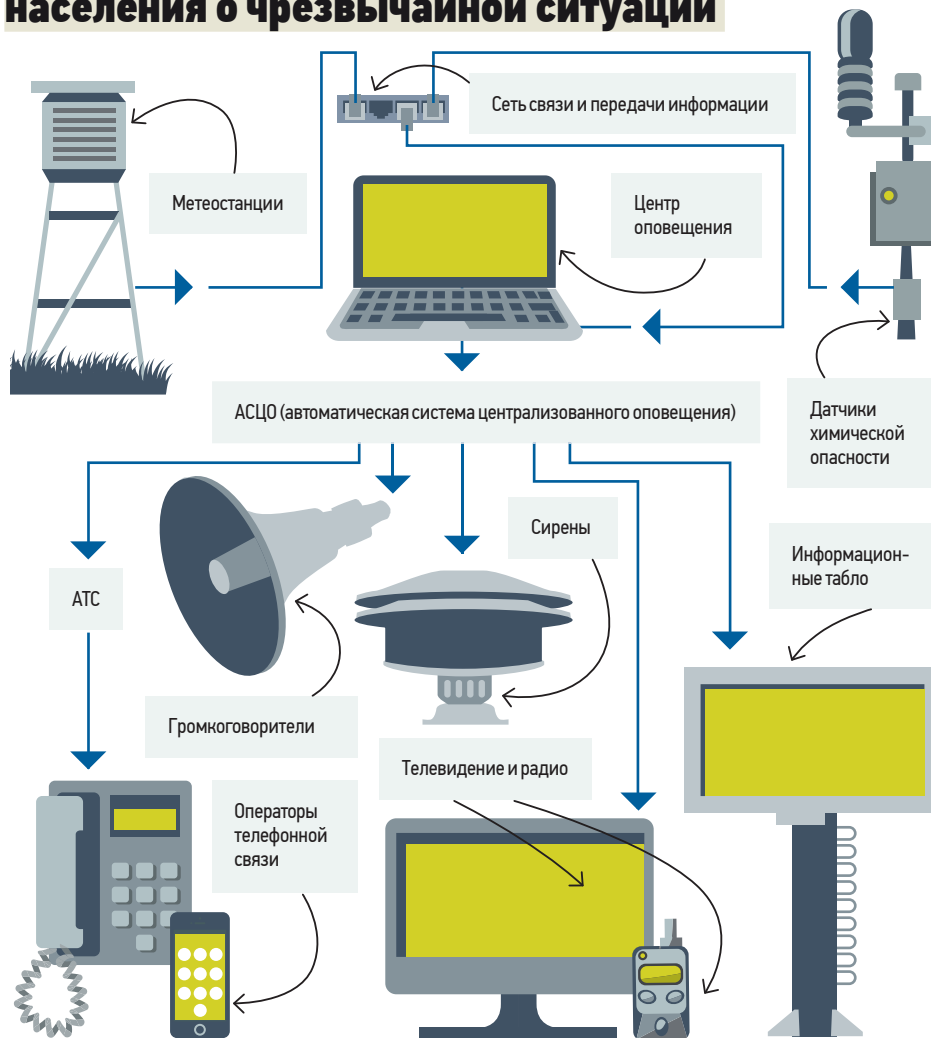 населения о чрезвычайной ситуации
Сеть связи и передачи информации
Метеостанции
Центр
оповещения
АСЦО (автоматическая система централизованного оповещения)
Датчики
химической
опасности
Сирены
Информацион-
ные табло
АТС
Громкоговорители
Телевидение и радио
Операторы
телефонной
связи